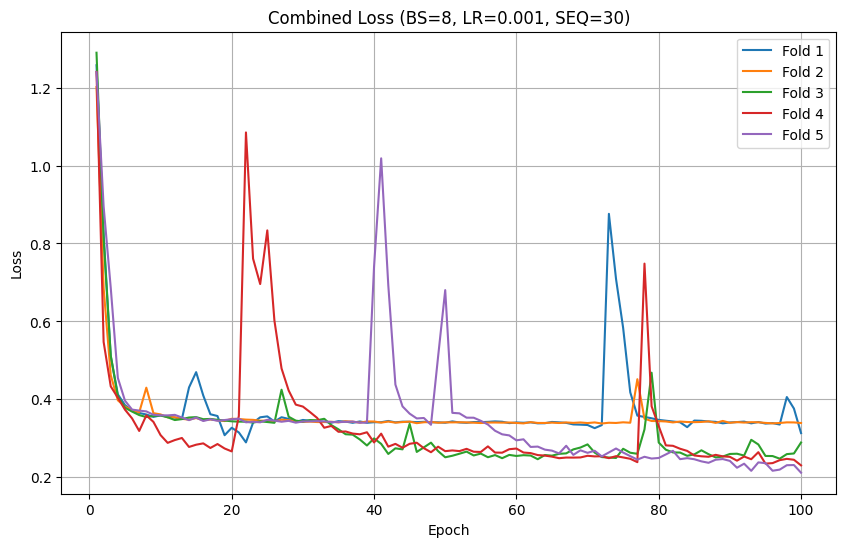 Combined Loss (BS=8, LR=0.001, SEQ=30)
Fold 1
Fold 2
Fold 3
Fold 4
Fold 5
Loss
1.2
1.0
0.8
0.6
0.4
0.2
0 20 40 60 80 100
Epoch